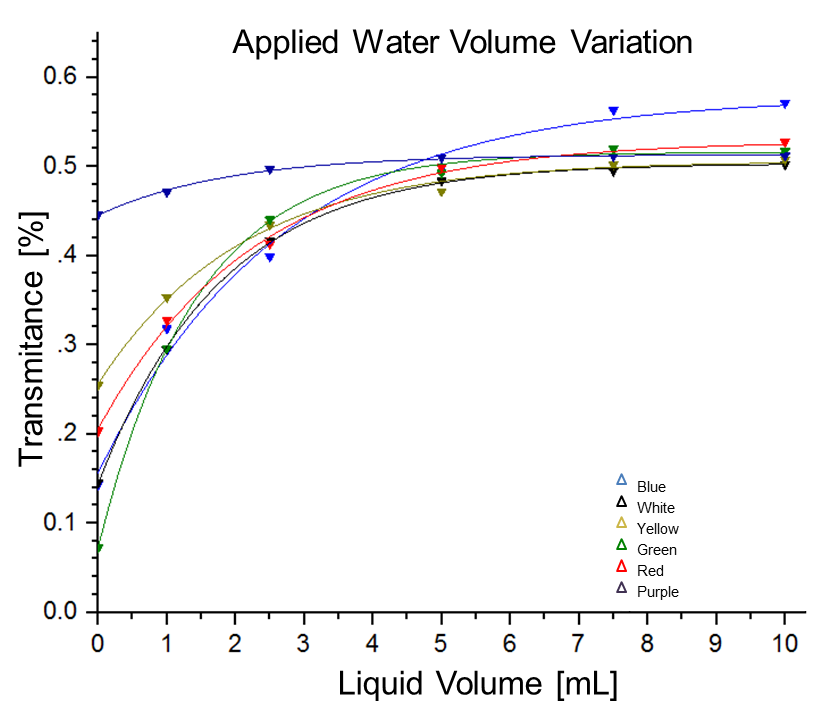 Applied Water Volume Variation
Transmitance [%]
0.6
0.5
.4
.3
.2
0.1
0.0
0 1 2 3 4 5 6 7 8 9 10
Liquid Volume [mL]
Blue
White
Yellow
Green
Red
Purple